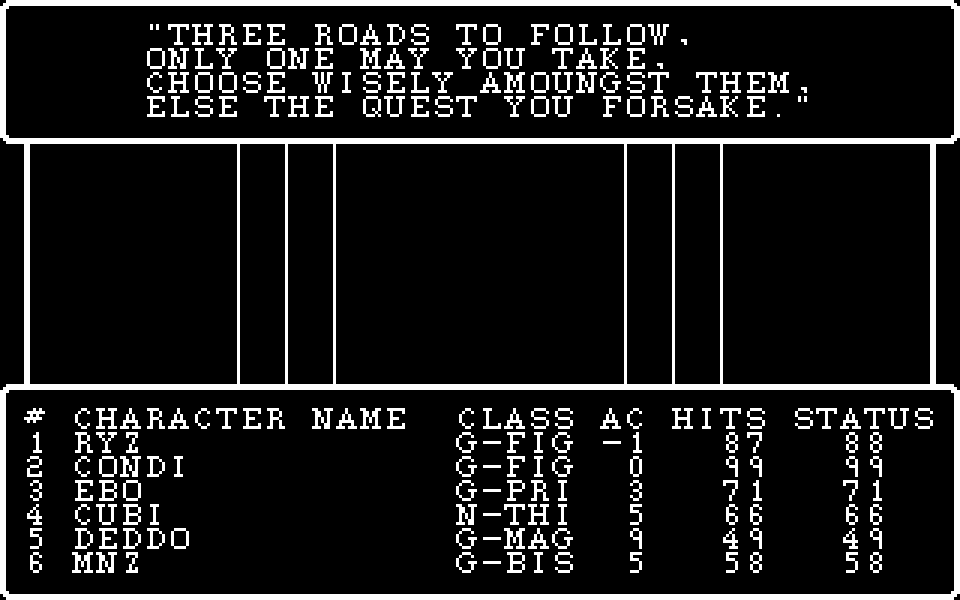 "THREE ROADS TO FOLLOW,
ONLY ONE MAY YOU TAKE,
CHOOSE WISELY AMOUNGST THEM,
ELSE THE QUEST YOU FORSAKE."
# CHARACTER NAME CLASS AC HITS STATUS
1 RYZ G-FIG -1 87 88
2 CONDI G-FIG 0 99 99
3 EBO G-PRI 3 71 71
4 CUBI N-THI 5 66 66
5 DEDDO G-MAG 9 49 49
6 MNZ G-BIS 5 58 58